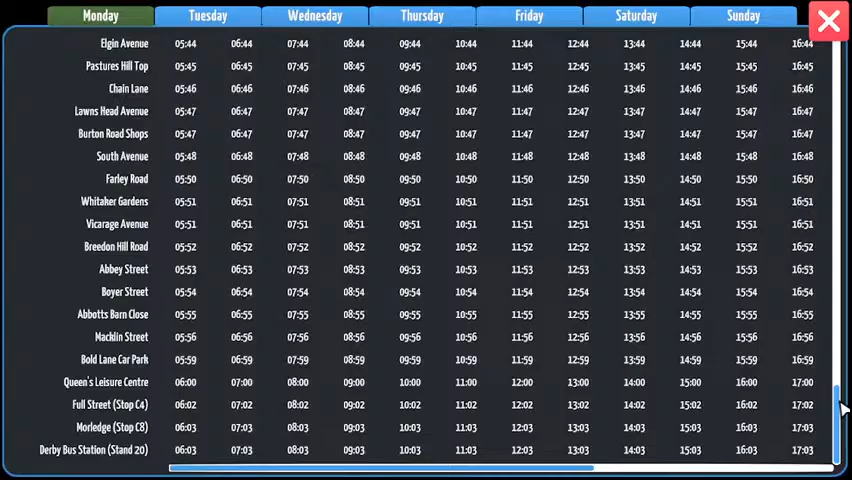 Monday Tuesday Wednesday Thursday Friday Saturday Sunday
Elgin Avenue 05:44 06:44 07:44 08:44 09:44 10:44 11:44 12:44 13:44 14:44 15:44 16:44
Pastures Hill Top 05:45 06:45 07:45 08:45 09:45 10:45 11:45 12:45 13:45 14:45 15:45 16:45
Chain Lane 05:46 06:46 07:46 08:46 09:46 10:46 11:46 12:46 13:46 14:46 15:46 16:46
Lawns Head Avenue 05:47 06:47 07:47 08:47 09:47 10:47 11:47 12:47 13:47 14:47 15:47 16:47
Burton Road Shops 05:47 06:47 07:47 08:47 09:47 10:47 11:47 12:47 13:47 14:47 15:47 16:47
South Avenue 05:48 06:48 07:48 08:48 09:48 10:48 11:48 12:48 13:48 14:48 15:48 16:48
Farley Road 05:50 06:50 07:50 08:50 09:50 10:50 11:50 12:50 13:50 14:50 15:50 16:50
Whitaker Gardens 05:51 06:51 07:51 08:51 09:51 10:51 11:51 12:51 13:51 14:51 15:51 16:51
Vicarage Avenue 05:51 06:51 07:51 08:51 09:51 10:51 11:51 12:51 13:51 14:51 15:51 16:51
Breedon Hill Road 05:52 06:52 07:52 08:52 09:52 10:52 11:52 12:52 13:52 14:52 15:52 16:52
Abbey Street 05:53 06:53 07:53 08:53 09:53 10:53 11:53 12:53 13:53 14:53 15:53 16:53
Boyer Street 05:54 06:54 07:54 08:54 09:54 10:54 11:54 12:54 13:54 14:54 15:54 16:54
Abbotts Barn Close 05:55 06:55 07:55 08:55 09:55 10:55 11:55 12:55 13:55 14:55 15:55 16:55
Macklin Street 05:56 06:56 07:56 08:56 09:56 10:56 11:56 12:56 13:56 14:56 15:56 16:56
Bold Lane Car Park 05:59 06:59 07:59 08:59 09:59 10:59 11:59 12:59 13:59 14:59 15:59 16:59
Queen's Leisure Centre 06:00 07:00 08:00 09:00 10:00 11:00 12:00 13:00 14:00 15:00 16:00 17:00
Full Street (Stop C4) 06:02 07:02 08:02 09:02 10:02 11:02 12:02 13:02 14:02 15:02 16:02 17:02
Morledge (Stop C8) 06:03 07:03 08:03 09:03 10:03 11:03 12:03 13:03 14:03 15:03 16:03 17:03
Derby Bus Station (Stand 20) 06:03 07:03 08:03 09:03 10:03 11:03 12:03 13:03 14:03 15:03 16:03 17:03